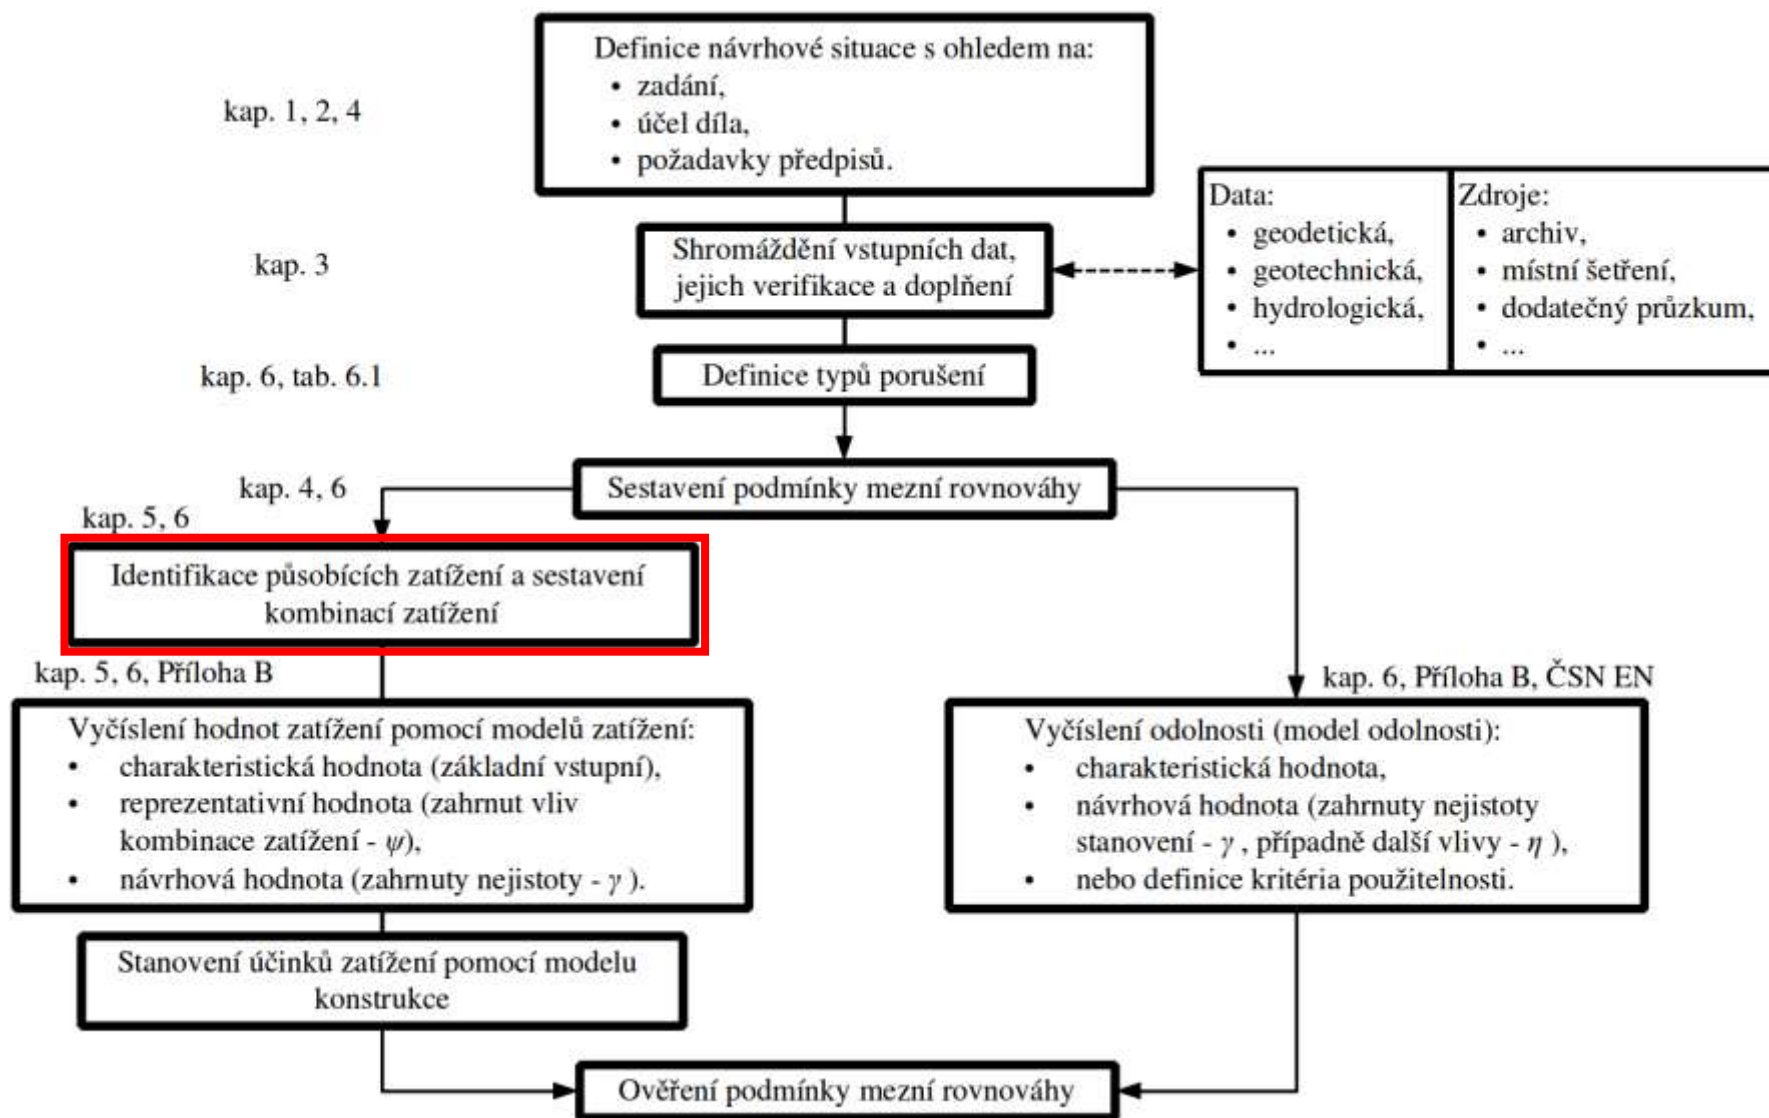 Definice návrhové situace s ohledem na:
• zadání,
• účel díla,
• požadavky předpisů.
kap. 1, 2, 4
Shromáždění vstupních dat,
jejich verifikace a doplňení
kap. 3
Data:
• geodetická,
• geotechnická,
• hydrologická,
• ...
Zdroje:
• archiv,
• místní šetření,
• dodatečný průzkum,
• ...
kap. 6, tab. 6.1
Definice typů porušení
kap. 4, 6
Sestavení podmínky mezní rovnováhy
kap. 5, 6
Identifikace působících zatížení a sestavení
kombinací zatížení
kap. 5, 6, Příloha B
Vyčíslení hodnot zatížení pomocí modelů zatížení:
• charakteristická hodnota (základní vstupní),
• reprezentativní hodnota (zahrnut vliv
kombinace zatížení - ψ),
• návrhová hodnota (zahrnuty nejistoty - γ ).
kap. 6, Příloha B, ČSN EN
Vyčíslení odolnosti (model odolnosti):
• charakteristická hodnota,
• návrhová hodnota (zahrnuty nejistoty
stanovení - γ , případně další vlivy - η ),
• nebo definice kritéria použitelnosti.
Stanovení účinků zatížení pomocí modelu
konstrukce
Ověření podmínky mezní rovnováhy